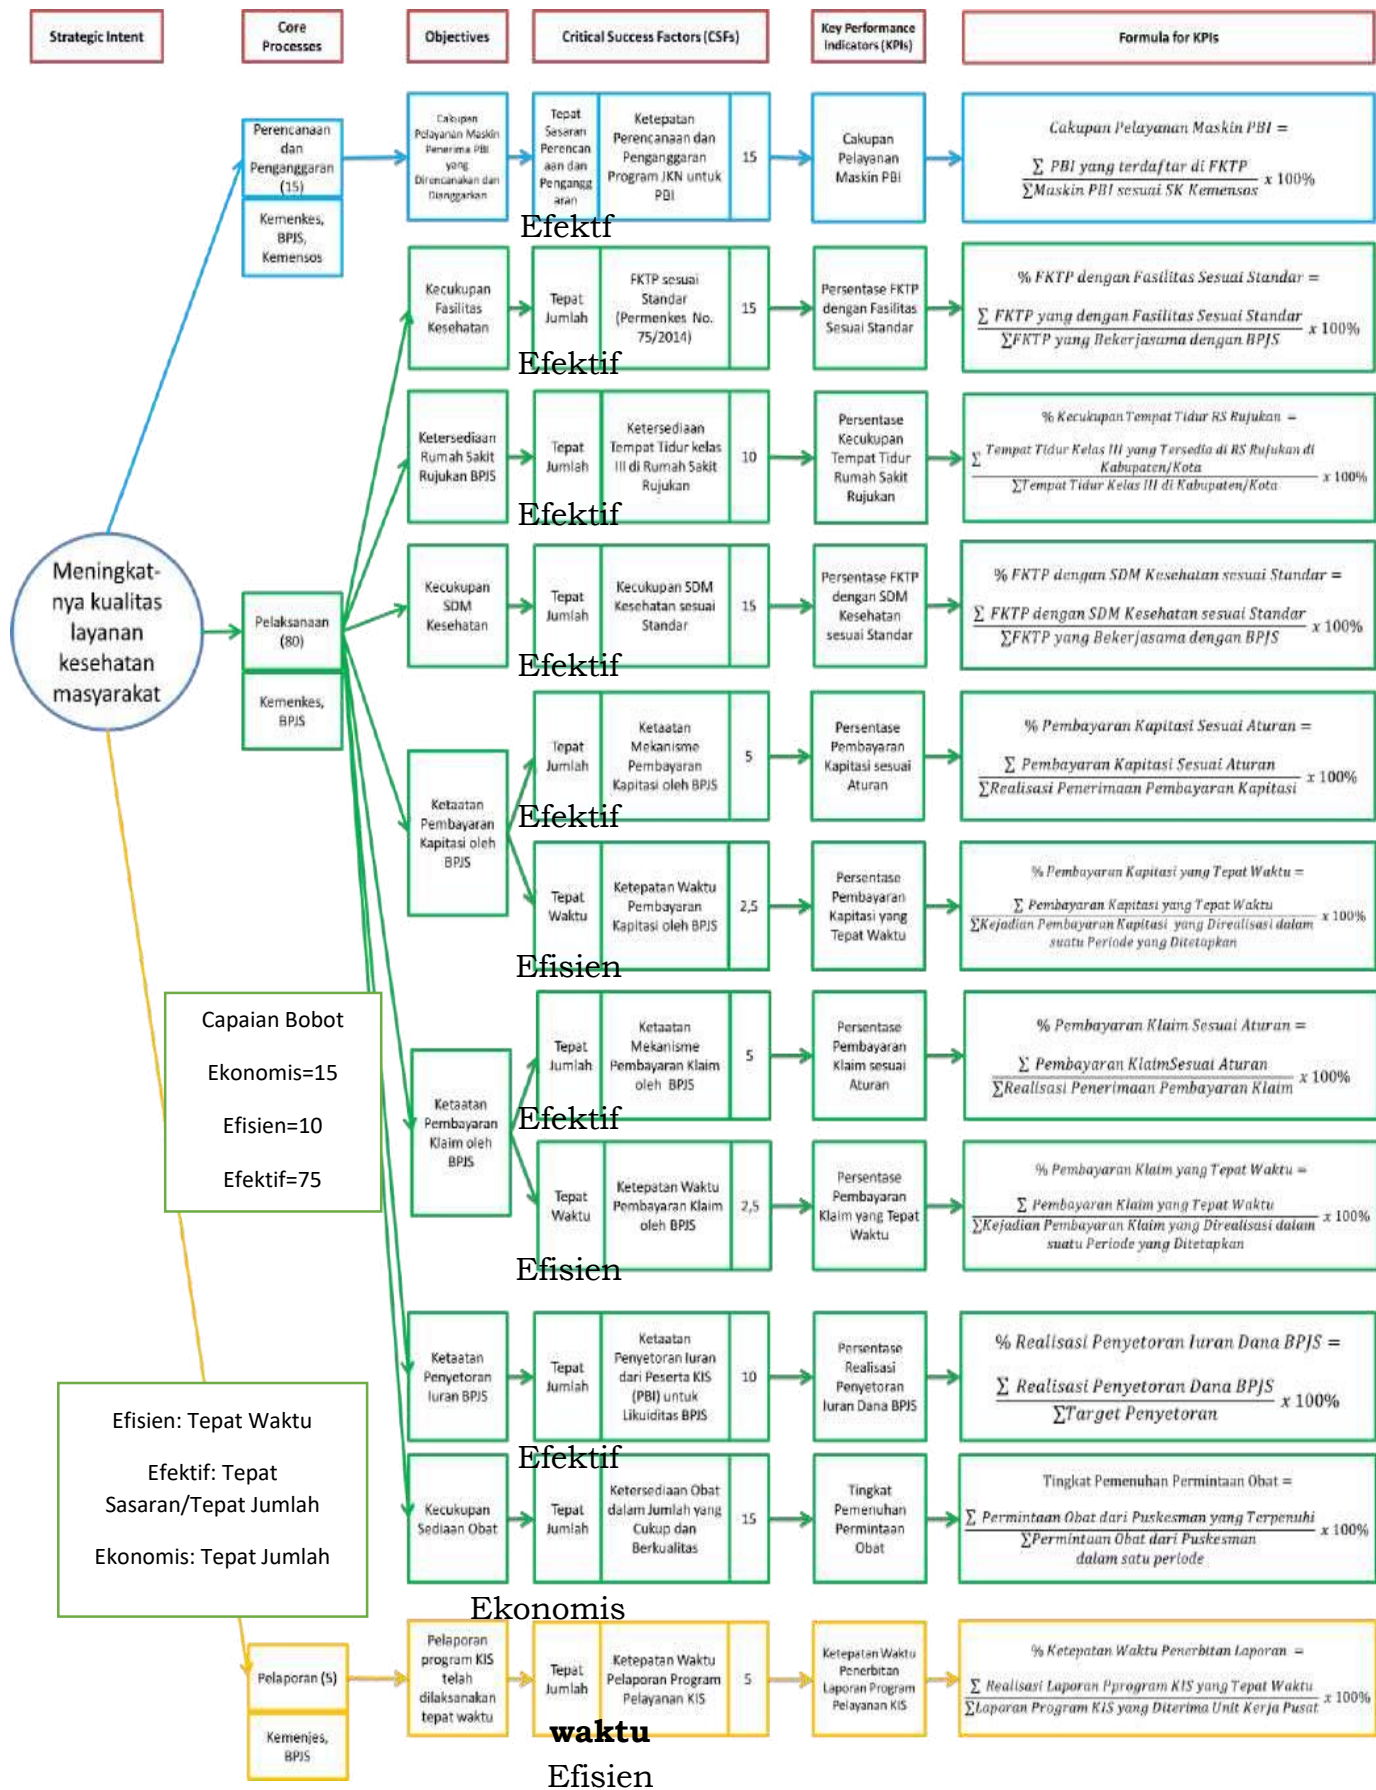 Strategic Intent
Core
Processes
Objectives
Critical Success Factors (CSFs)
Key Performance
Indicators (KPIs)
Formula for KPIs
Perencanaan
dan
Penganggaran
(15)
Kemenkes,
BPJS,
Kemensos
Cakupan
Pelayanan Maskin
Penerima PBI
yang
Direncanakan dan
Dianggarkan
Tepat
Sasaran
Perencan
aan dan
Pengangg
aran
Ketepatan
Perencanaan dan
Penganggaran
Program JKN untuk
PBI
15
Cakupan
Pelayanan
Maskin PBI
Cakupan Pelayanan Maskin PBI =
∑ PBI yang terdaftar di FKTP
∑Maskin PBI sesuai SK Kemensos
x 100%
Efektf
Kecukupan
Fasilitas
Kesehatan
Tepat
Jumlah
FKTP sesuai
Standar
(Permenkes No.
75/2014)
15
Persentase FKTP
dengan Fasilitas
Sesuai Standar
% FKTP dengan Fasilitas Sesuai Standar =
∑ FKTP yang dengan Fasilitas Sesuai Standar
∑FKTP yang Bekerjasama dengan BPJS
x 100%
Efektif
Ketersediaan
Rumah Sakit
Rujukan BPJS
Tepat
Jumlah
Ketersediaan
Tempat Tidur kelas
III di Rumah Sakit
Rujukan
10
Persentase
Kecukupan
Tempat Tidur
Rumah Sakit
Rujukan
% Kecukupan Tempat Tidur RS Rujukan =
∑ Tempat Tidur Kelas III yang Tersedia di RS Rujukan di
Kabupaten/Kota
∑Tempat Tidur Kelas III di Kabupaten/Kota
x 100%
Efektif
Meningkat-
nya kualitas
layanan
kesehatan
masyarakat
Pelaksanaan
(80)
Kemenkes,
BPJS
Kecukupan
SDM
Kesehatan
Tepat
Jumlah
Kecukupan SDM
Kesehatan sesuai
Standar
15
Persentase FKTP
dengan SDM
Kesehatan
sesuai Standar
% FKTP dengan SDM Kesehatan sesuai Standar =
∑ FKTP dengan SDM Kesehatan sesuai Standar
∑FKTP yang Bekerjasama dengan BPJS
x 100%
Efektif
Ketaatan
Pembayaran
Kapitasi oleh
BPJS
Tepat
Jumlah
Ketaatan
Mekanisme
Pembayaran
Kapitasi oleh BPJS
5
Persentase
Pembayaran
Kapitasi sesuai
Aturan
% Pembayaran Kapitasi Sesuai Aturan =
∑ Pembayaran Kapitasi Sesuai Aturan
∑Realisasi Penerimaan Pembayaran Kapitasi
x 100%
Efektif
Tepat
Waktu
Ketepatan Waktu
Pembayaran
Kapitasi oleh BPJS
2,5
Persentase
Pembayaran
Kapitasi yang
Tepat Waktu
% Pembayaran Kapitasi yang Tepat Waktu =
∑ Pembayaran Kapitasi yang Tepat Waktu
∑Kejadian Pembayaran Kapitasi yang Direalisasi dalam
suatu Periode yang Ditetapkan
x 100%
Efisien
Capaian Bobot
Ekonomis=15
Efisien=10
Efektif=75
Ketaatan
Pembayaran
Klaim oleh
BPJS
Tepat
Jumlah
Ketaatan
Mekanisme
Pembayaran Klaim
oleh BPJS
5
Persentase
Pembayaran
Klaim sesuai
Aturan
% Pembayaran Klaim Sesuai Aturan =
∑ Pembayaran KlaimSesuai Aturan
∑Realisasi Penerimaan Pembayaran Klaim
x 100%
Efektif
Tepat
Waktu
Ketepatan Waktu
Pembayaran Klaim
oleh BPJS
2,5
Persentase
Pembayaran
Klaim yang Tepat
Waktu
% Pembayaran Klaim yang Tepat Waktu =
∑ Pembayaran Klaim yang Tepat Waktu
∑Kejadian Pembayaran Klaim yang Direalisasi dalam
suatu Periode yang Ditetapkan
x 100%
Efisien
Ketaatan
Penyetoran
Iuran BPJS
Tepat
Jumlah
Ketaatan
Penyetoran Iuran
dari Peserta KIS
(PBI) untuk
Likuiditas BPJS
10
Persentase
Realisasi
Penyetoran
Iuran Dana BPJS
% Realisasi Penyetoran Iuran Dana BPJS =
∑ Realisasi Penyetoran Dana BPJS
∑Target Penyetoran
x 100%
Efektif
Efisien: Tepat Waktu
Efektif: Tepat
Sasaran/Tepat Jumlah
Ekonomis: Tepat Jumlah
Kecukupan
Sediaan Obat
Tepat
Jumlah
Ketersediaan Obat
dalam Jumlah yang
Cukup dan
Berkualitas
15
Tingkat
Pemenuhan
Permintaan
Obat
Tingkat Pemenuhan Permintaan Obat =
∑ Permintaan Obat dari Puskesman yang Terpenuhi
∑Permintaan Obat dari Puskesman
dalam satu periode
x 100%
Ekonomis
Pelaporan (5)
Kemenjes,
BPJS
Pelaporan
program KIS
telah
dilaksanakan
tepat waktu
Tepat
Jumlah
Ketepatan Waktu
Pelaporan Program
Pelayanan KIS
5
Ketepatan Waktu
Penerbitan
Laporan Program
Pelayanan KIS
% Ketepatan Waktu Penerbitan Laporan =
∑ Realisasi Laporan Pprogram KIS yang Tepat Waktu
∑Laporan Program KIS yang Diterima Unit Kerja Pusat
x 100%
waktu
Efisien